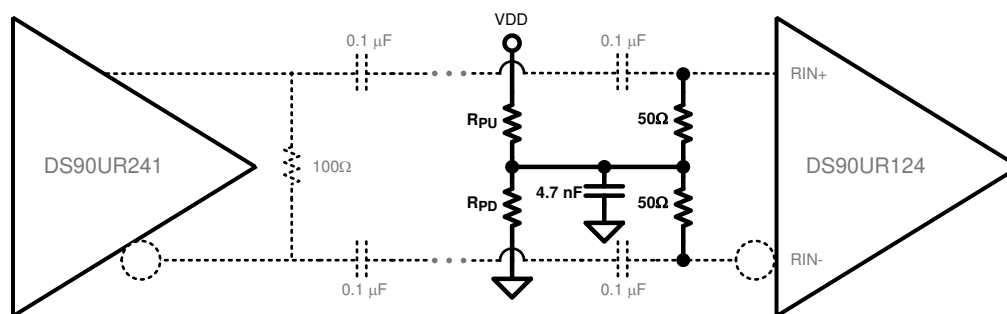 VDD
0.1 μF
0.1 μF
RIN+
RPU
50Ω
DS90UR241
100Ω
DS90UR124
4.7 nF
RPD
50Ω
RIN-
0.1 μF
0.1 μF